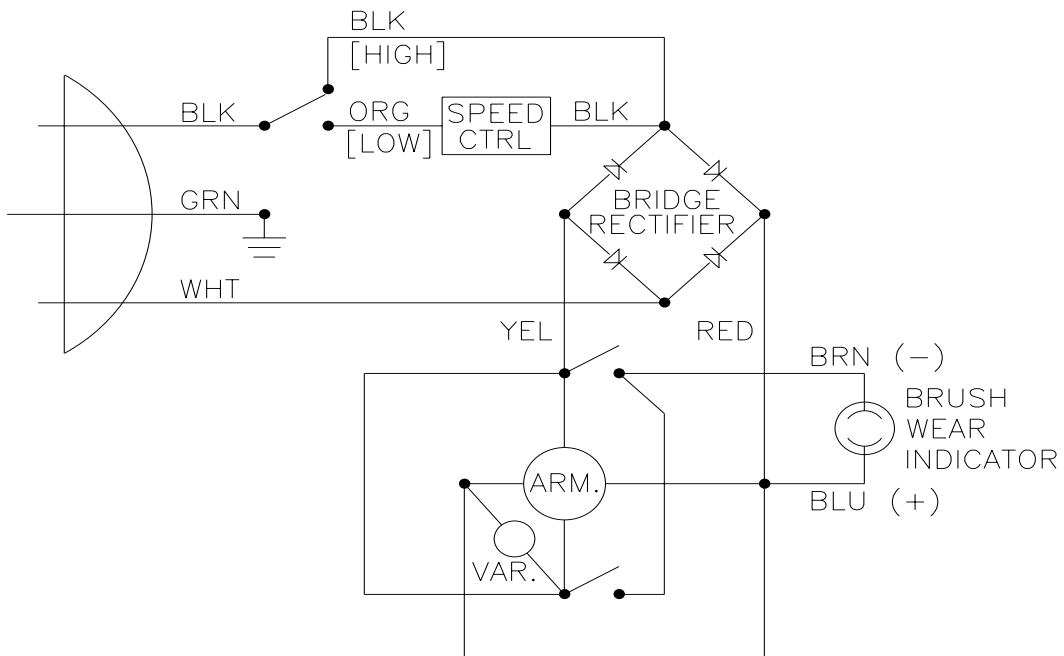 BLK
[HIGH]
BLK
ORG
[LOW]
SPEED
CTRL
BLK
GRN
BRIDGE
RECTIFIER
WHT
YEL
RED
BRN (-)
BRUSH
WEAR
INDICATOR
ARM.
BLU (+)
VAR.